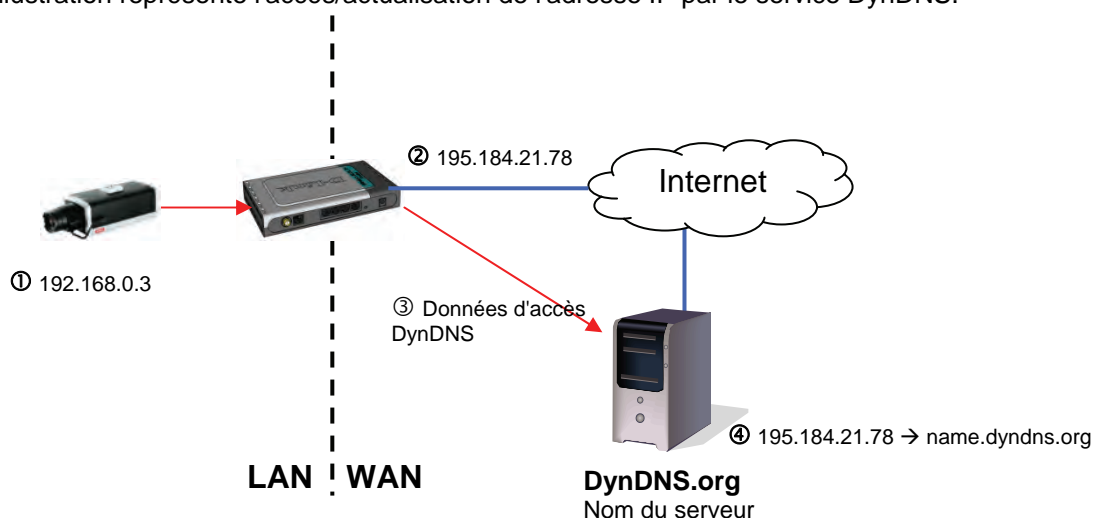 ② 195.184.21.78
Internet
D-Link
① 192.168.0.3
③ Données d'accès
DynDNS
④ 195.184.21.78 → name.dyndns.org
LAN WAN
DynDNS.org
Nom du serveur